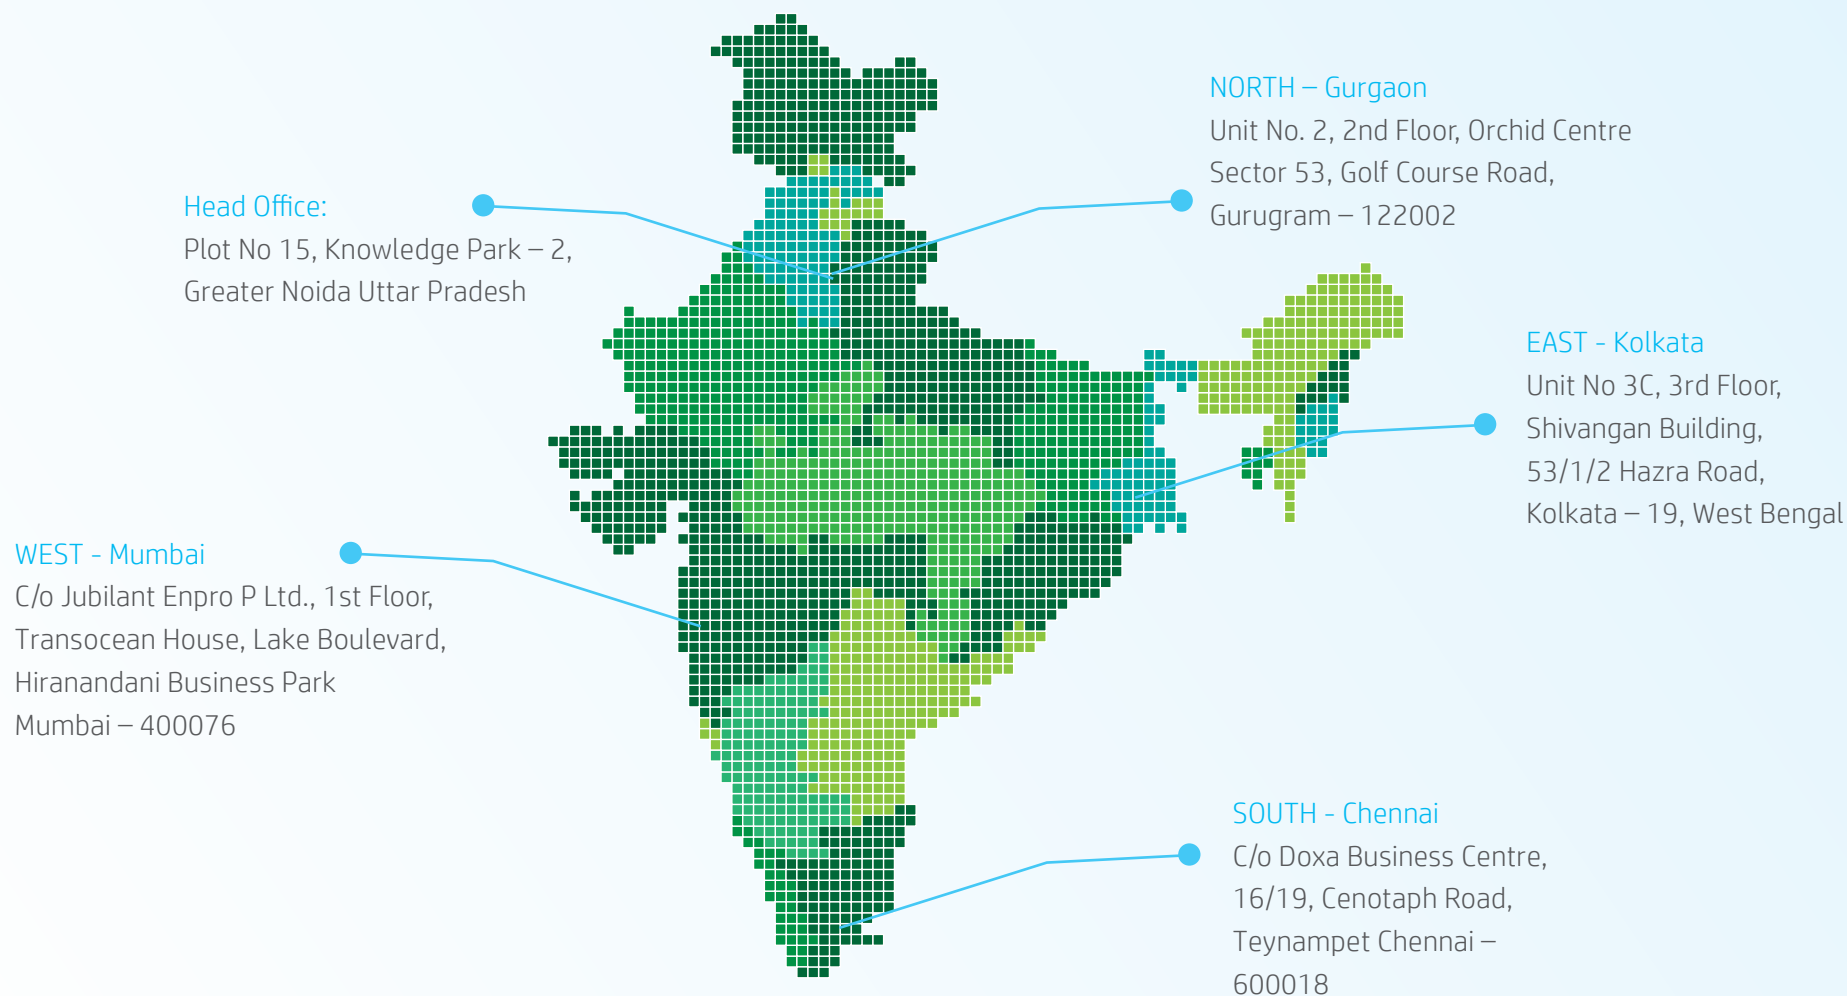 Head Office:
Plot No 15, Knowledge Park – 2,
Greater Noida Uttar Pradesh
NORTH – Gurgaon
Unit No. 2, 2nd Floor, Orchid Centre
Sector 53, Golf Course Road,
Gurugram – 122002
EAST - Kolkata
Unit No 3C, 3rd Floor,
Shivangan Building,
53/1/2 Hazra Road,
Kolkata – 19, West Bengal
WEST - Mumbai
C/o Jubilant Enpro P Ltd., 1st Floor,
Transocean House, Lake Boulevard,
Hiranandani Business Park
Mumbai – 400076
SOUTH - Chennai
C/o Doxa Business Centre,
16/19, Cenotaph Road,
Teynampet Chennai –
600018